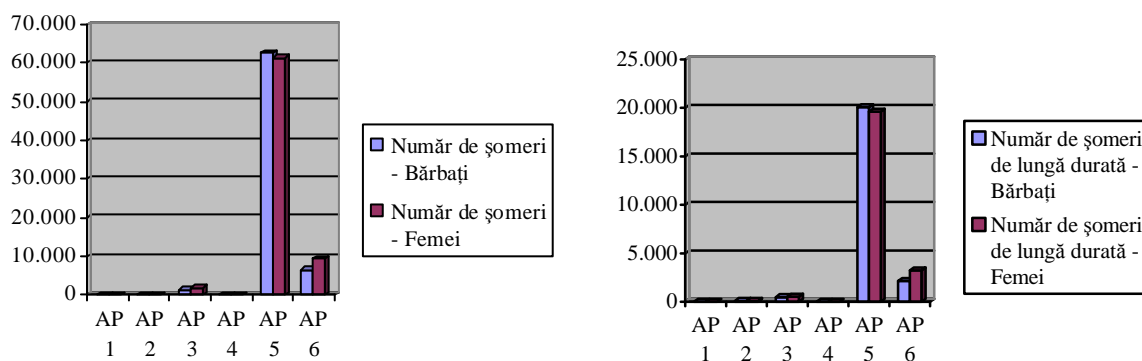 70.000
60.000
50.000
40.000
30.000
20.000
10.000
0
AP AP AP AP AP AP
1 2 3 4 5 6
Număr de şomeri
- Bărbaţi
Număr de şomeri
- Femei
25.000
20.000
15.000
10.000
5.000
0
AP AP AP AP AP AP
1 2 3 4 5 6
Număr de şomeri
de lungă durată -
Bărbaţi
Număr de şomeri
de lungă durată -
Femei